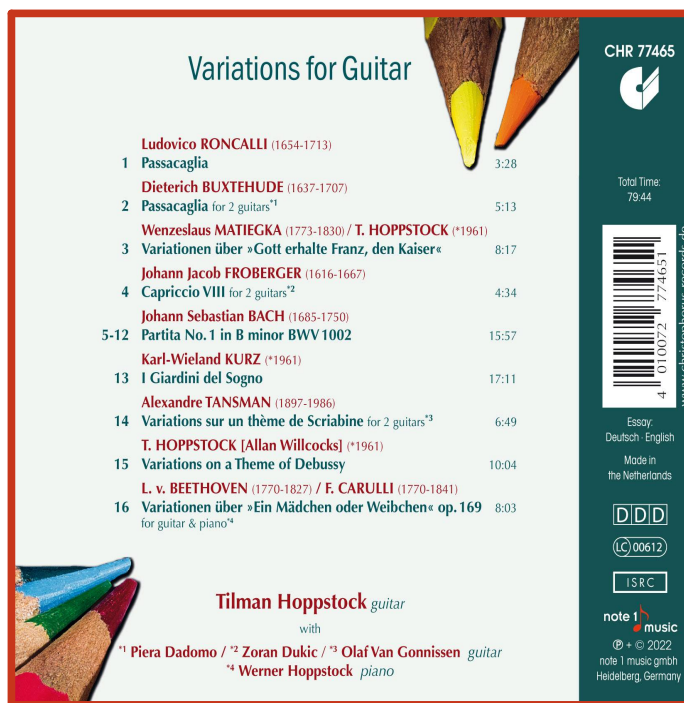 Variations for Guitar
Ludovico RONCALLI (1654-1713)
1 Passacaglia 3:28
Dieterich BUXTEHUDE (1637-1707)
2 Passacaglia for 2 guitars*1 5:13
Wenzeslaus MATIEGKA (1773-1830) / T. HOPPSTOCK (*1961)
3 Variationen über »Gott erhalte Franz, den Kaiser« 8:17
Johann Jacob FROBERGER (1616-1667)
4 Capriccio VIII for 2 guitars*2 4:34
Johann Sebastian BACH (1685-1750)
5-12 Partita No. 1 in B minor BWV 1002 15:57
Karl-Wieland KURZ (*1961)
13 I Giardini del Sogno 17:11
Alexandre TANSMAN (1897-1986)
14 Variations sur un thème de Scriabine for 2 guitars*3 6:49
T. HOPPSTOCK [Allan Willcocks] (*1961)
15 Variations on a Theme of Debussy 10:04
L. v. BEETHOVEN (1770-1827) / F. CARULLI (1770-1841)
16 Variationen über »Ein Mädchen oder Weibchen« op. 169 8:03
for guitar & piano*4
Tilman Hoppstock guitar
with
*1 Piera Dadomo / *2 Zoran Dukic / *3 Olaf Van Gonnissen guitar
*4 Werner Hoppstock piano
CHR 77465
Total Time:
79:44
4 010072 774651
www.christophorus-records.de
Essay:
Deutsch · English
Made in
the Netherlands
DDD
LC 00612
ISRC
note 1
music
℗ + © 2022
note 1 music gmbh
Heidelberg, Germany